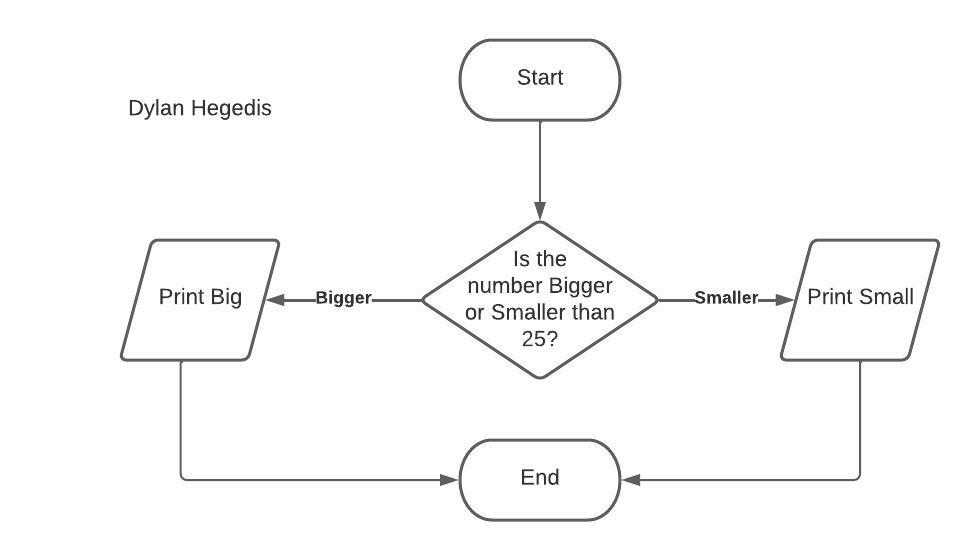 Start
Dylan Hegedis
Is the
number Bigger
or Smaller than
25?
Print Big
Bigger
Smaller
Print Small
End